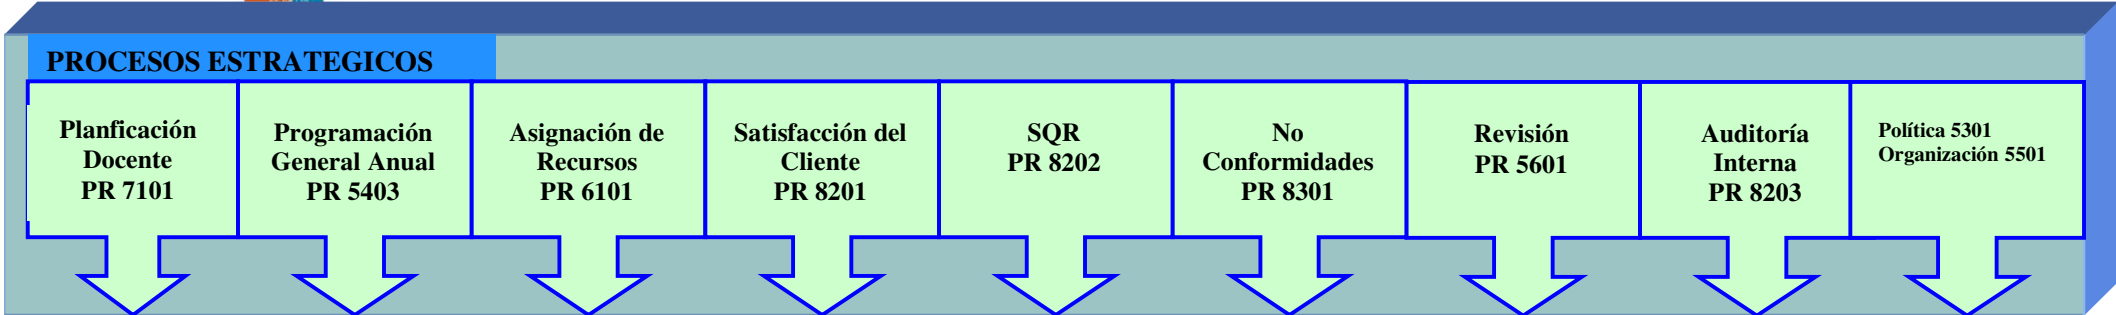 PROCESOS ESTRATEGICOS
Planficación
Docente
PR 7101
Programación
General Anual
PR 5403
Asignación de
Recursos
PR 6101
Satisfacción del
Cliente
PR 8201
SQR
PR 8202
No
Conformidades
PR 8301
Revisión
PR 5601
Auditoría
Interna
PR 8203
Política 5301
Organización 5501